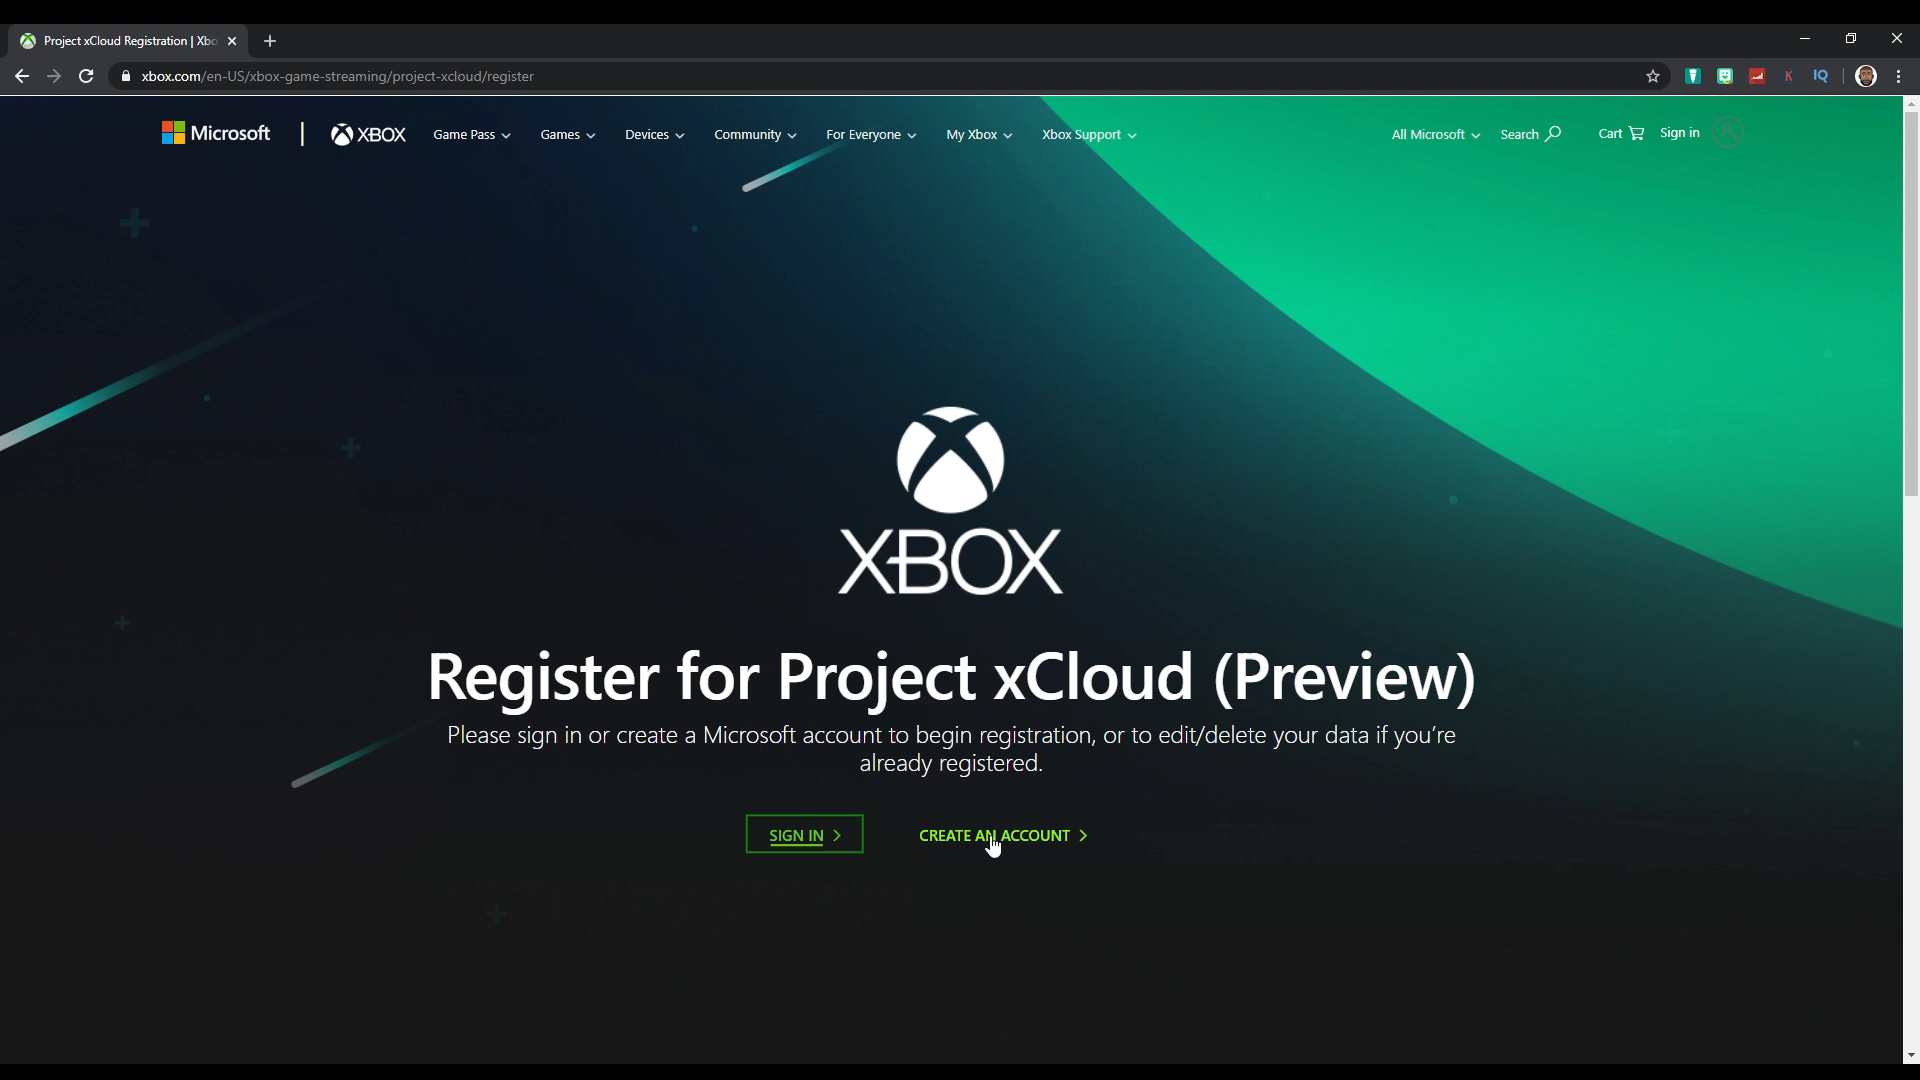 Project xCloud Registration | Xbo
xbox.com/en-US/xbox-game-streaming/project-xcloud/register
K IQ
Microsoft | XBOX Game Pass Games Devices Community For Everyone My Xbox Xbox Support All Microsoft Search Cart Sign in
XBOX
Register for Project xCloud (Preview)
Please sign in or create a Microsoft account to begin registration, or to edit/delete your data if you're
already registered.
SIGN IN CREATE AN ACCOUNT